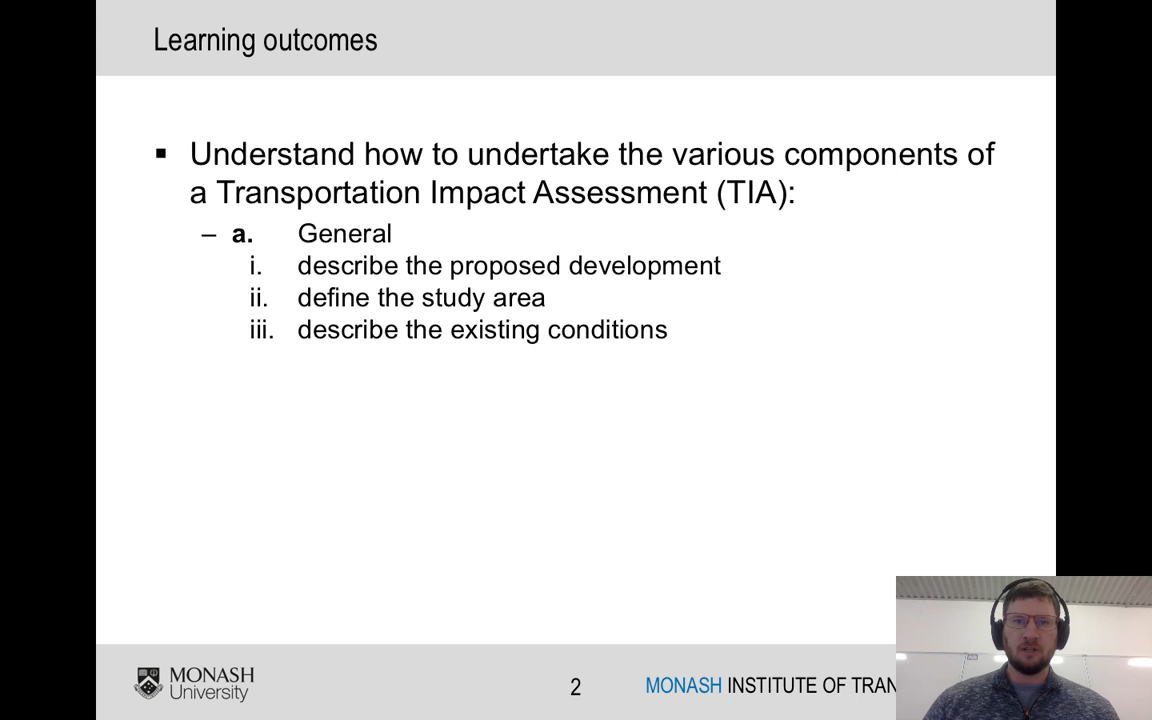 Learning outcomes
▪ Understand how to undertake the various components of
a Transportation Impact Assessment (TIA):
– a. General
i. describe the proposed development
ii. define the study area
iii. describe the existing conditions
MONASH
University
2
MONASH INSTITUTE OF TRAN